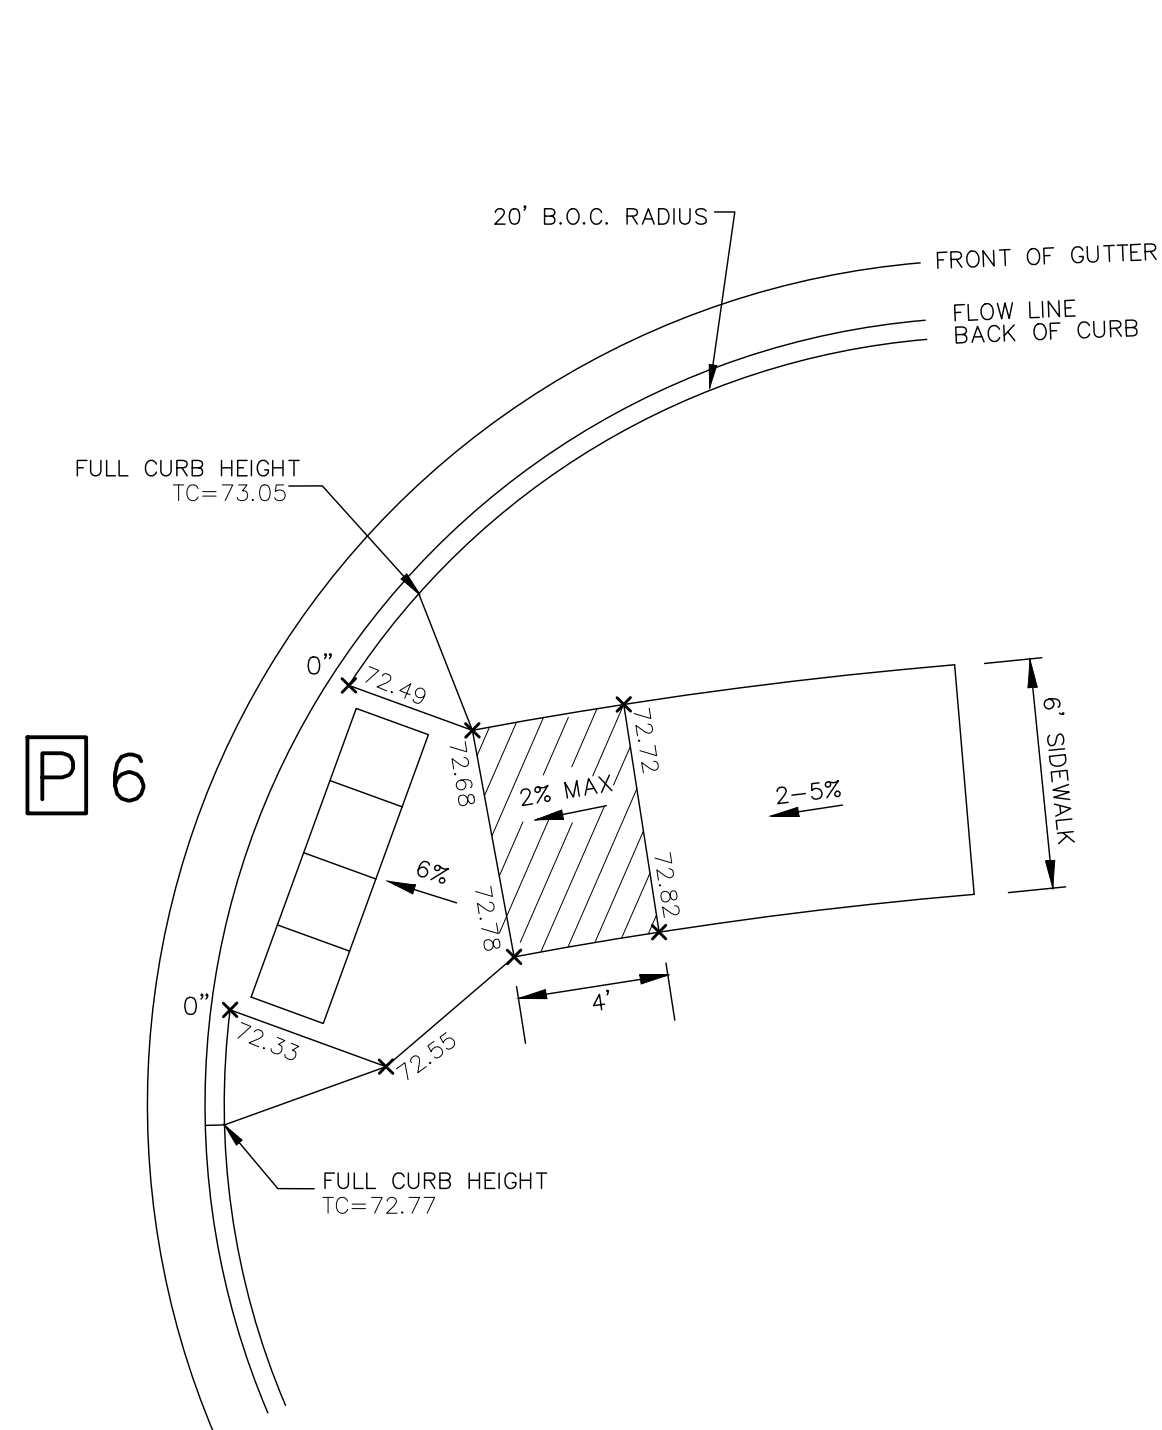 20' B.O.C. RADIUS
FRONT OF GUTTER
FLOW LINE
BACK OF CURB
FULL CURB HEIGHT
TC=73.05
0"
72.49
6' SIDEWALK
P 6
72.68
72.72
2% MAX
2-5%
6%
72.78
72.82
4'
0"
72.33
72.55
FULL CURB HEIGHT
TC=72.77